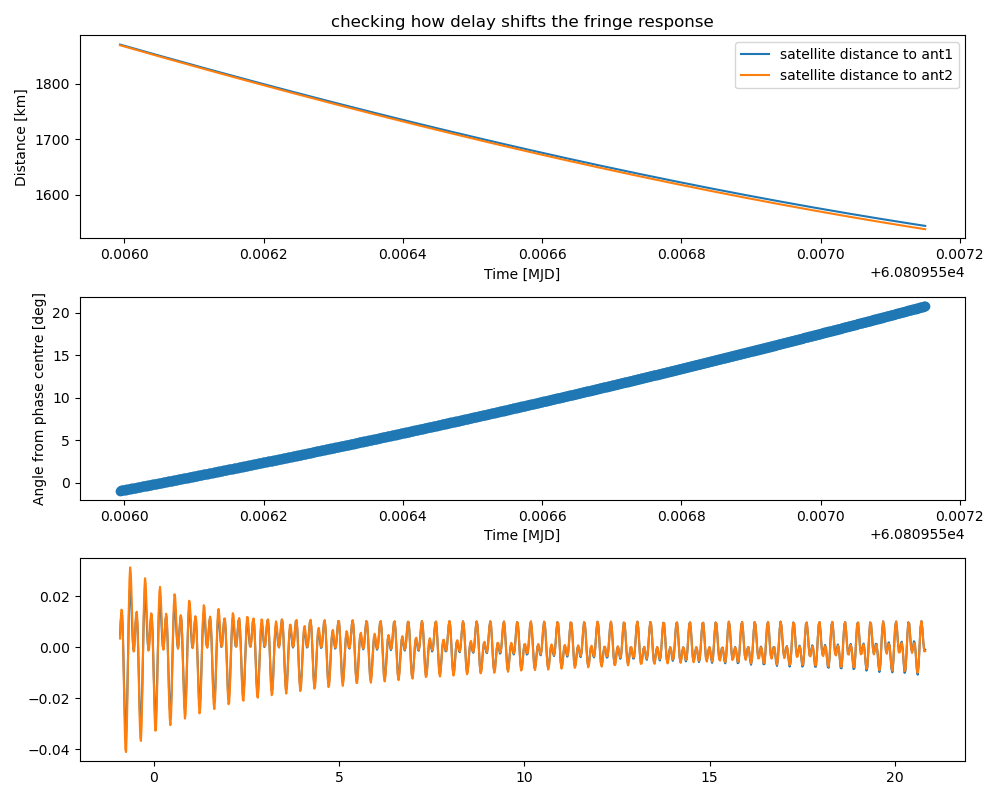 checking how delay shifts the fringe response
satellite distance to ant1
satellite distance to ant2
Distance [km]
1800
1700
1600
0.0060 0.0062 0.0064 0.0066 0.0068 0.0070 0.0072
Time [MJD]
+6.080955e4
Angle from phase centre [deg]
20
15
10
5
0
0.0060 0.0062 0.0064 0.0066 0.0068 0.0070 0.0072
Time [MJD]
+6.080955e4
0.02
0.00
−0.02
−0.04
0 5 10 15 20